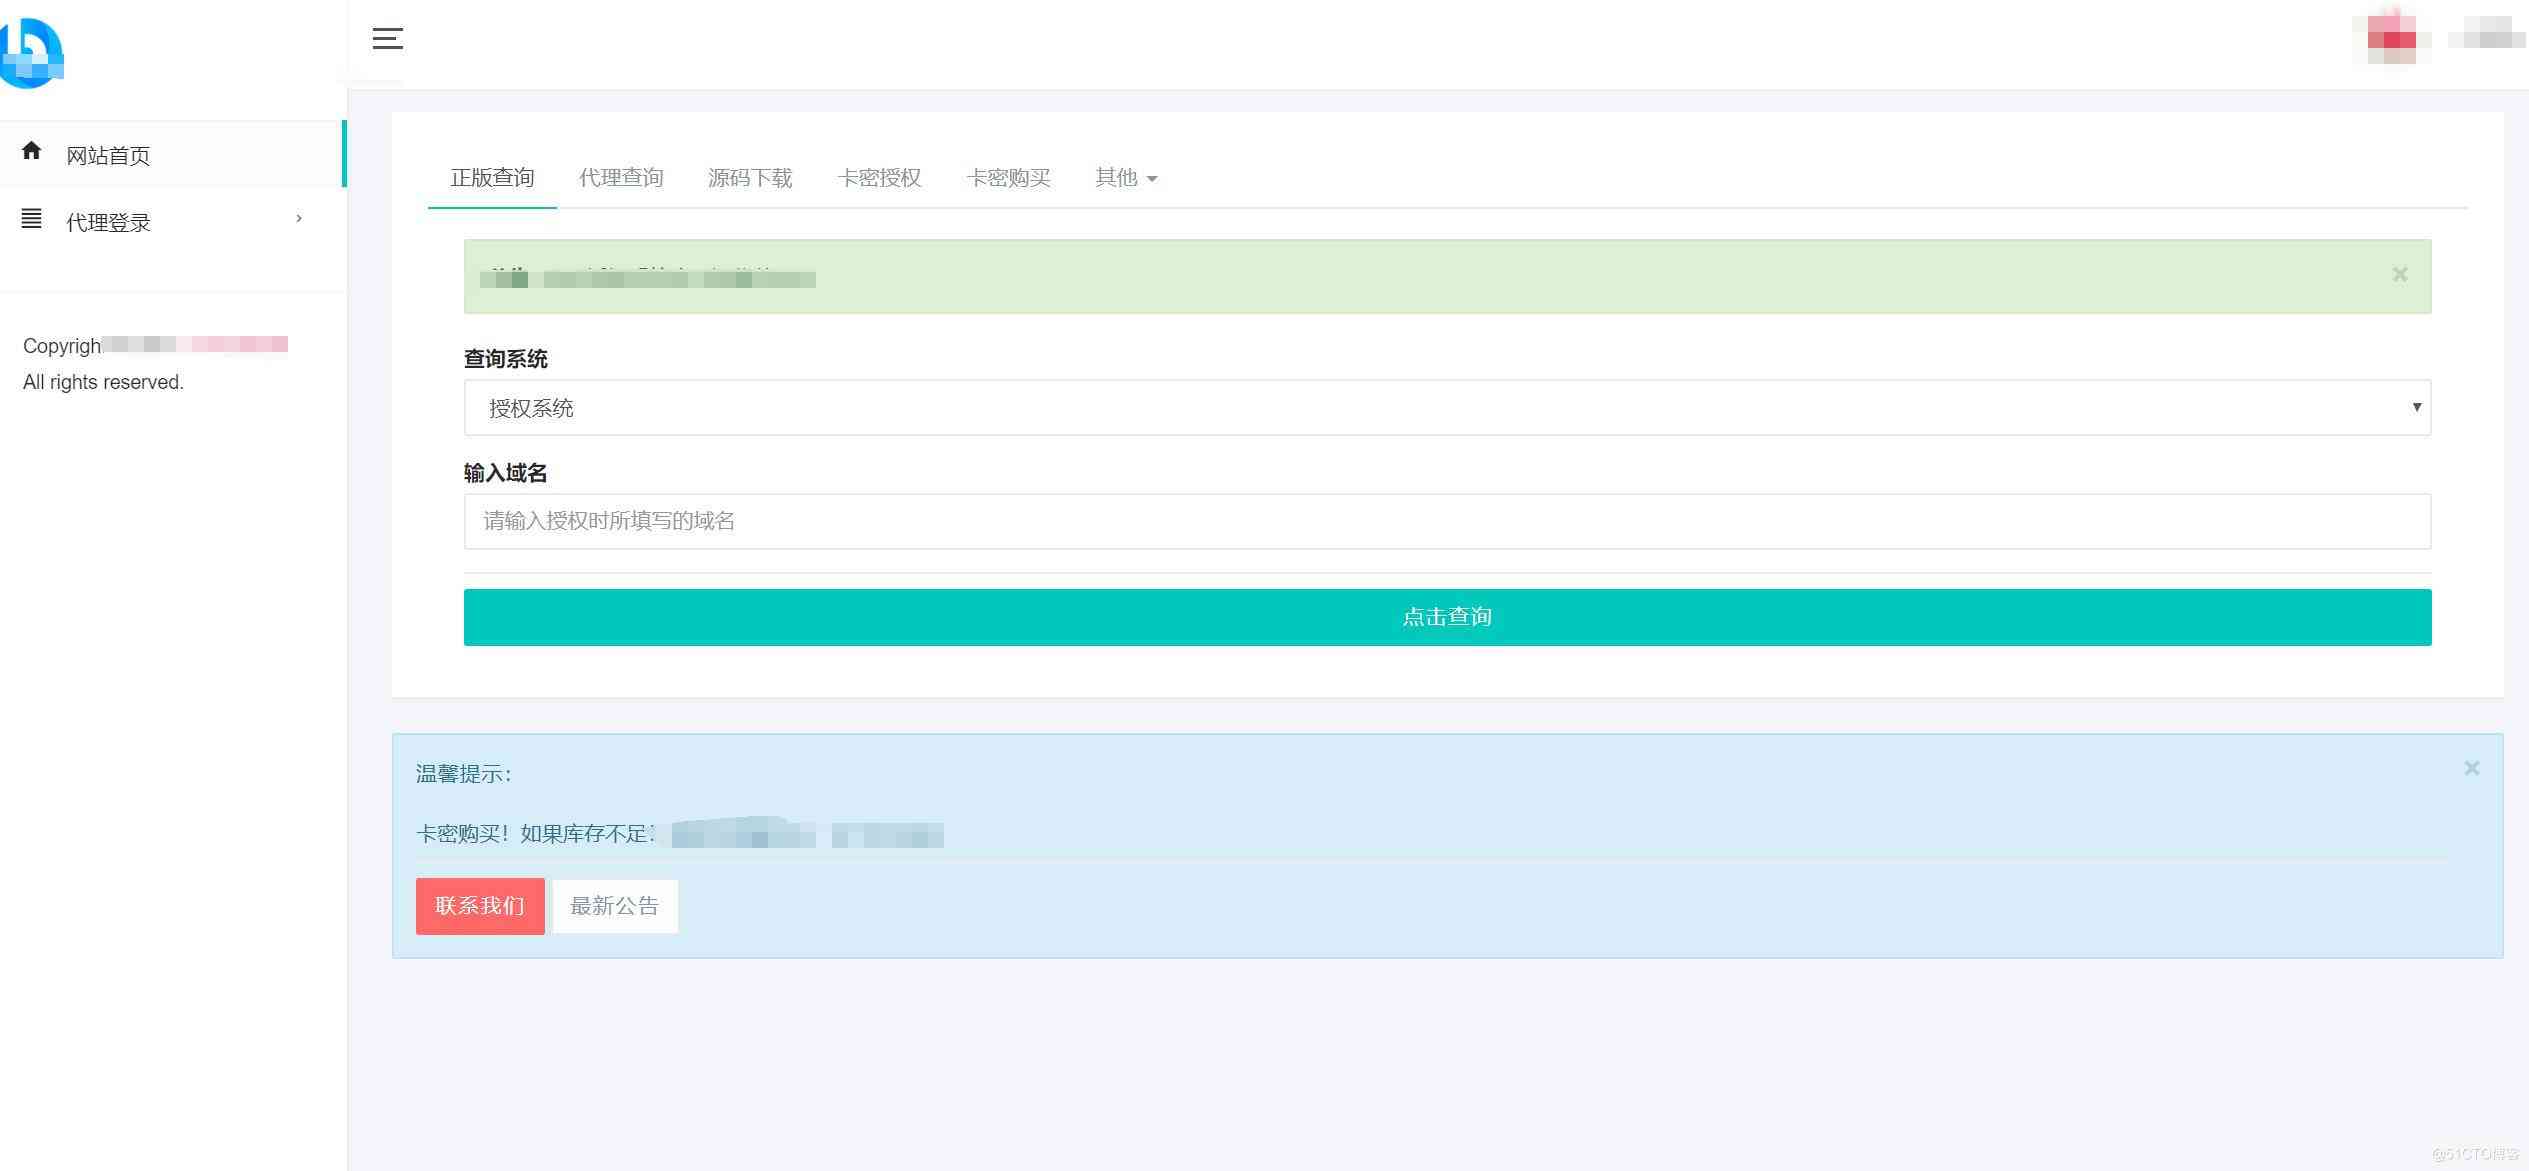 网站首页
代理登录
All rights reserved.
正版查询 代理查询 源码下载 卡密授权 卡密购买 其他
查询系统
授权系统
输入域名
请输入授权时所填写的域名
点击查询
温馨提示：
卡密购买！如果库存不足
联系我们 最新公告
@51CTO博客